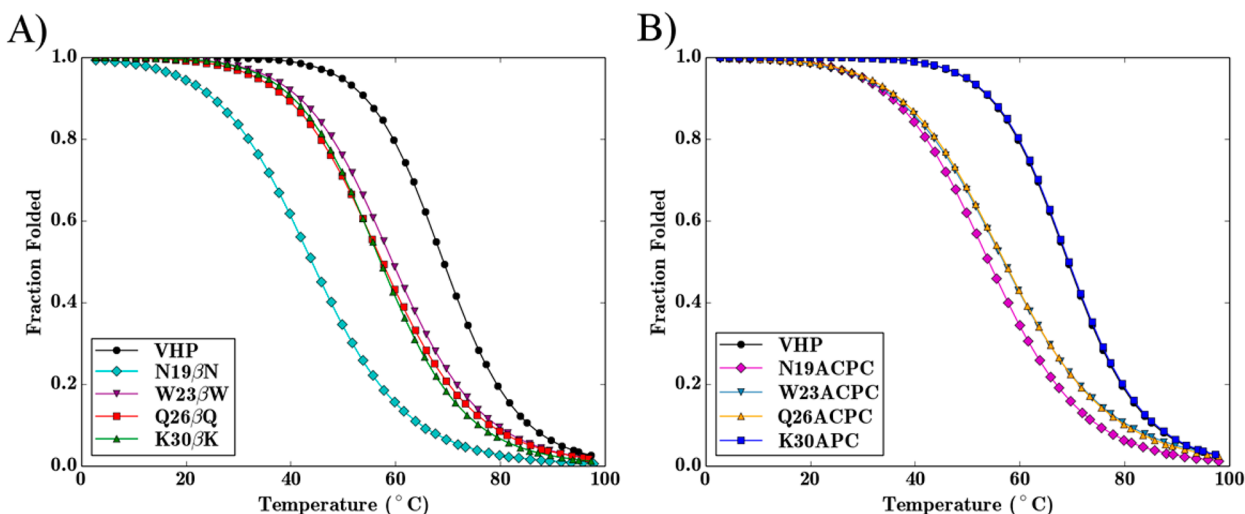 A)
1.0
0.8
0.6
0.4
0.2
0.0
Fraction Folded
VHP
N19βN
W23βW
Q26βQ
K30βK
0 20 40 60 80 100
Temperature (°C)
B)
1.0
0.8
0.6
0.4
0.2
0.0
Fraction Folded
VHP
N19ACPC
W23ACPC
Q26ACPC
K30APC
0 20 40 60 80 100
Temperature (°C)